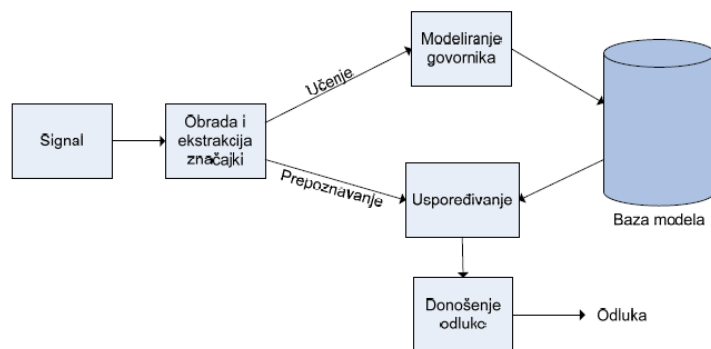 Signal
Obrada i
ekstrakcija
značajki
Učenje
Modeliranje
govornika
Prepoznavanje
Uspoređivanje
Baza modela
Donošenje
odluke
Odluka